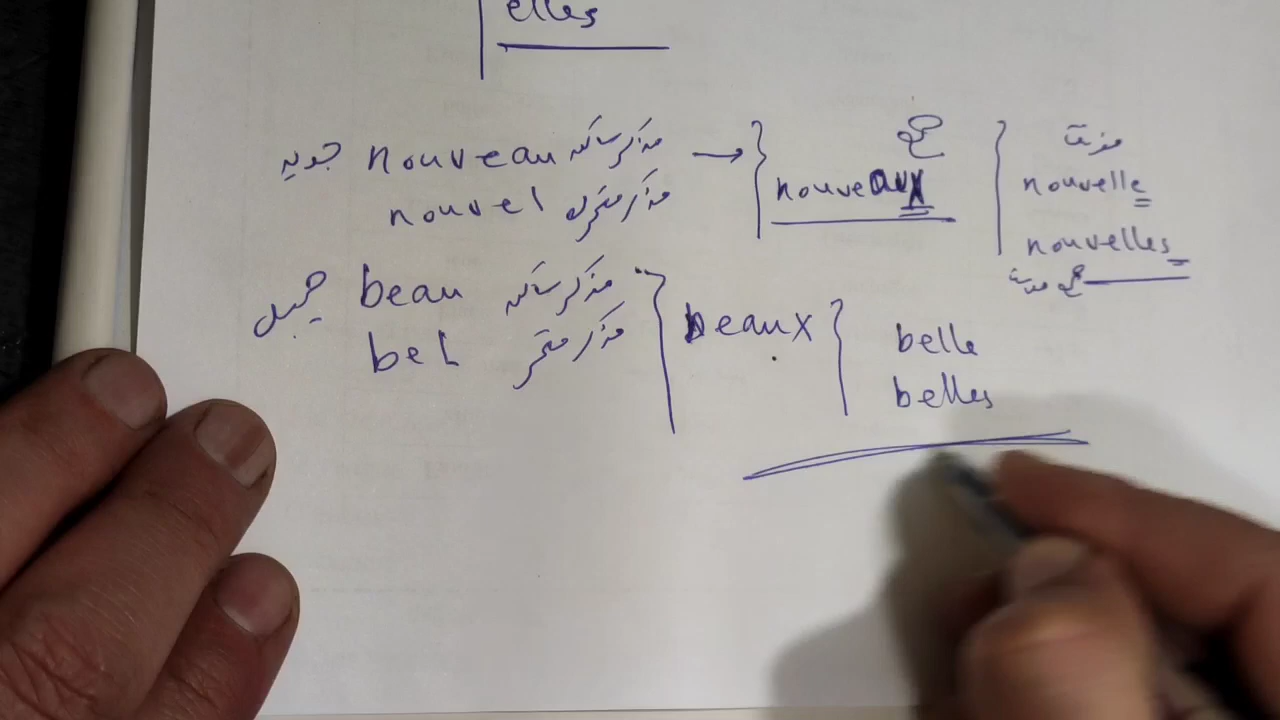 elles
جديد nouveau مذكر ساكن → } nouveaux جمع } مؤنث nouvelle
nouvel مذكر متحرك nouvelles
جمع مؤنث
جميل beau مذكر ساكن } beaux } belle
bel مذكر متحرك belles